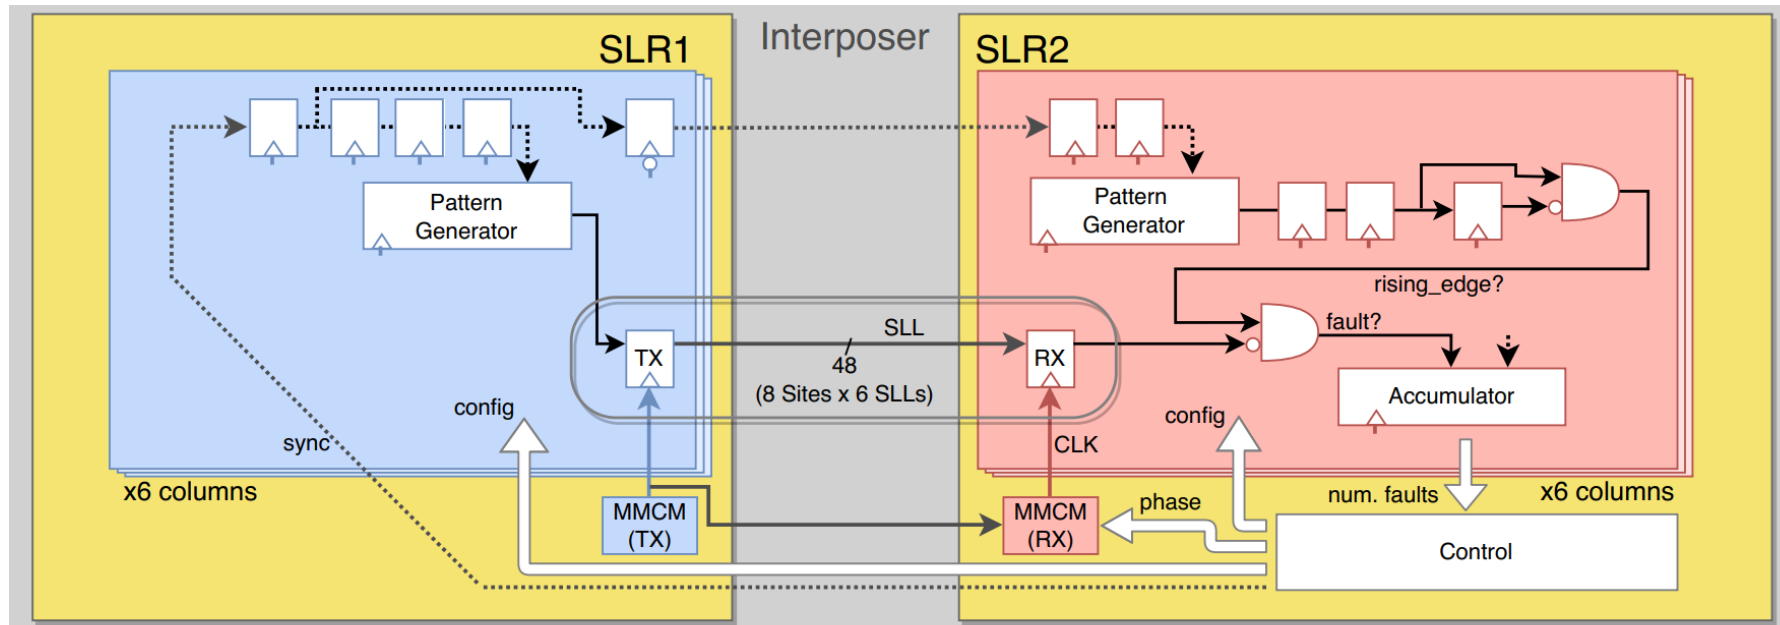 Interposer
SLR1
SLR2
Pattern
Generator
Pattern
Generator
rising_edge?
TX
SLL
48
(8 Sites x 6 SLLs)
RX
fault?
Accumulator
config
sync
config
CLK
x6 columns
num. faults
x6 columns
MMCM
(TX)
MMCM
(RX)
phase
Control